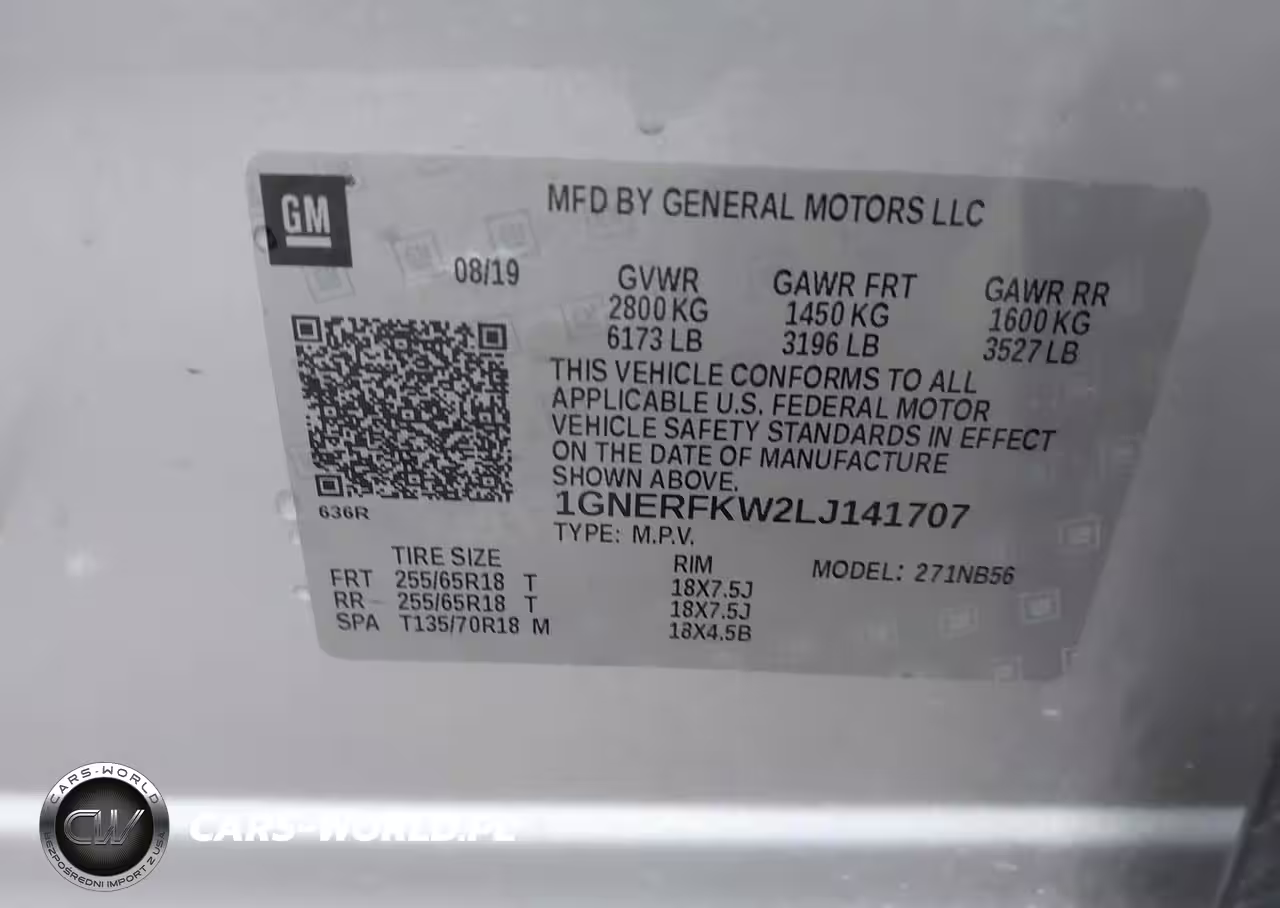 GM
MFD BY GENERAL MOTORS LLC
08/19
GVWR GAWR FRT GAWR RR
2800 KG 1450 KG 1600 KG
6173 LB 3196 LB 3527 LB
THIS VEHICLE CONFORMS TO ALL
APPLICABLE U.S. FEDERAL MOTOR
VEHICLE SAFETY STANDARDS IN EFFECT
ON THE DATE OF MANUFACTURE
SHOWN ABOVE.
1GNERFKW2LJ141707
TYPE: M.P.V.
636R
TIRE SIZE RIM MODEL: 271NB56
FRT 255/65R18 T 18X7.5J
RR 255/65R18 T 18X7.5J
SPA T135/70R18 M 18X4.5B
CARS-WORLD
CW
BEZPOŚREDNI IMPORT Z USA
CARS-WORLD.PL